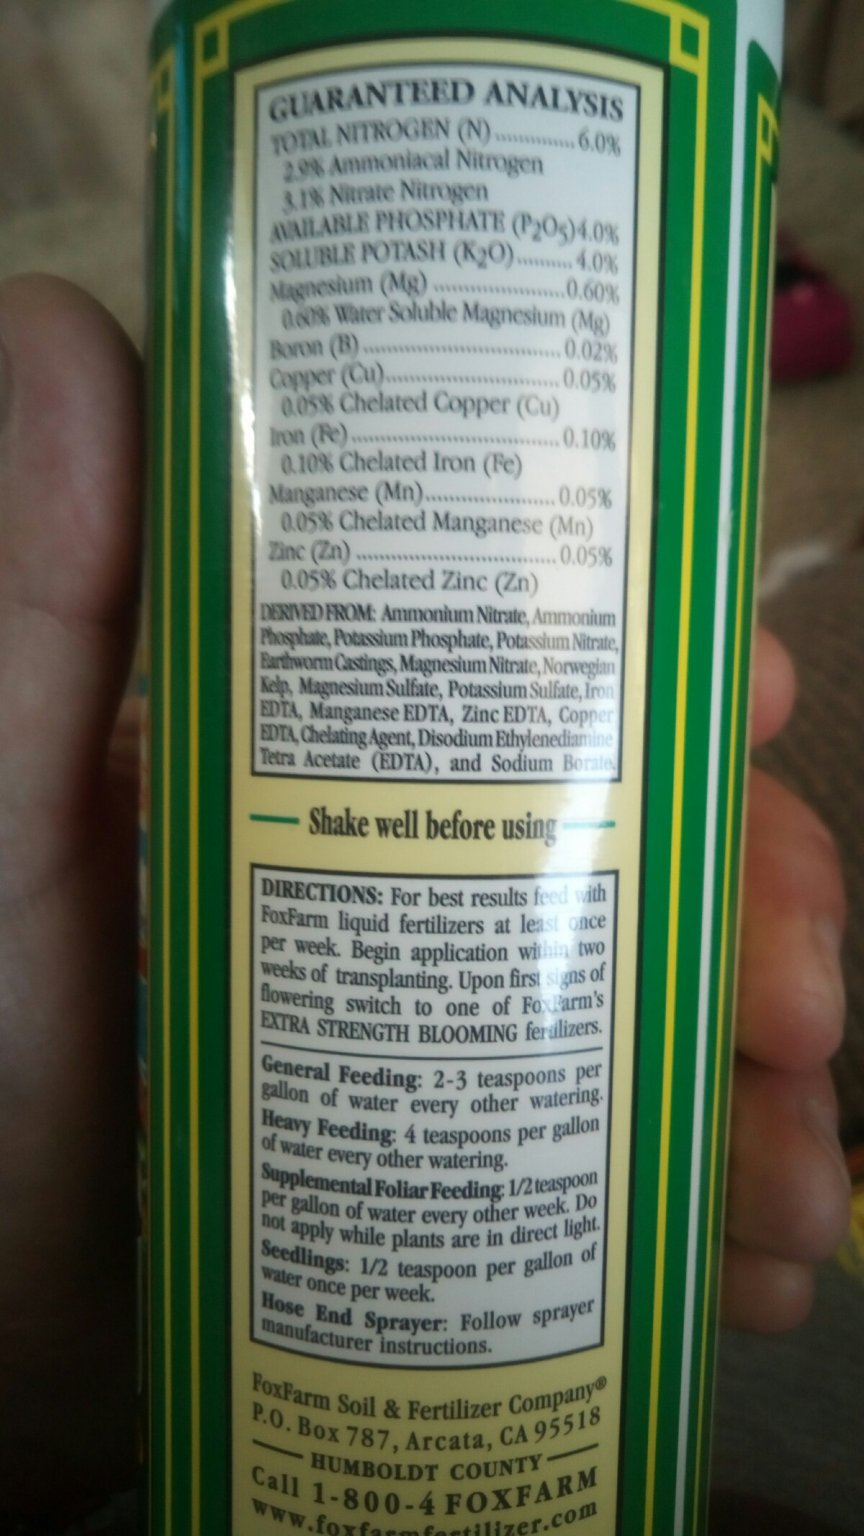 GUARANTEED ANALYSIS
TOTAL NITROGEN (N)..............6.0%
2.9% Ammoniacal Nitrogen
3.1% Nitrate Nitrogen
AVAILABLE PHOSPHATE (P2O5)4.0%
SOLUBLE POTASH (K2O)..........4.0%
Magnesium (Mg) .......................0.60%
0.60% Water Soluble Magnesium (Mg)
Boron (B) ...................................0.02%
Copper (Cu)...............................0.05%
0.05% Chelated Copper (Cu)
Iron (Fe)....................................0.10%
0.10% Chelated Iron (Fe)
Manganese (Mn)......................0.05%
0.05% Chelated Manganese (Mn)
Zinc (Zn) ..................................0.05%
0.05% Chelated Zinc (Zn)
DERIVED FROM: Ammonium Nitrate, Ammonium
Phosphate, Potassium Phosphate, Potassium Nitrate,
Earthworm Castings, Magnesium Nitrate, Norwegian
Kelp, Magnesium Sulfate, Potassium Sulfate, Iron
EDTA, Manganese EDTA, Zinc EDTA, Copper
EDTA, Chelating Agent, Disodium Ethylenediamine
Tetra Acetate (EDTA), and Sodium Borate.
Shake well before using
DIRECTIONS: For best results feed with
FoxFarm liquid fertilizers at least once
per week. Begin application within two
weeks of transplanting. Upon first signs of
flowering switch to one of FoxFarm's
EXTRA STRENGTH BLOOMING fertilizers.
General Feeding: 2-3 teaspoons per
gallon of water every other watering.
Heavy Feeding: 4 teaspoons per gallon
of water every other watering.
Supplemental Foliar Feeding: 1/2 teaspoon
per gallon of water every other week. Do
not apply while plants are in direct light.
Seedlings: 1/2 teaspoon per gallon of
water once per week.
Hose End Sprayer: Follow sprayer
manufacturer instructions.
FoxFarm Soil & Fertilizer Company®
P.O. Box 787, Arcata, CA 95518
HUMBOLDT COUNTY
Call 1-800-4 FOXFARM
www.foxfarmfertilizer.com